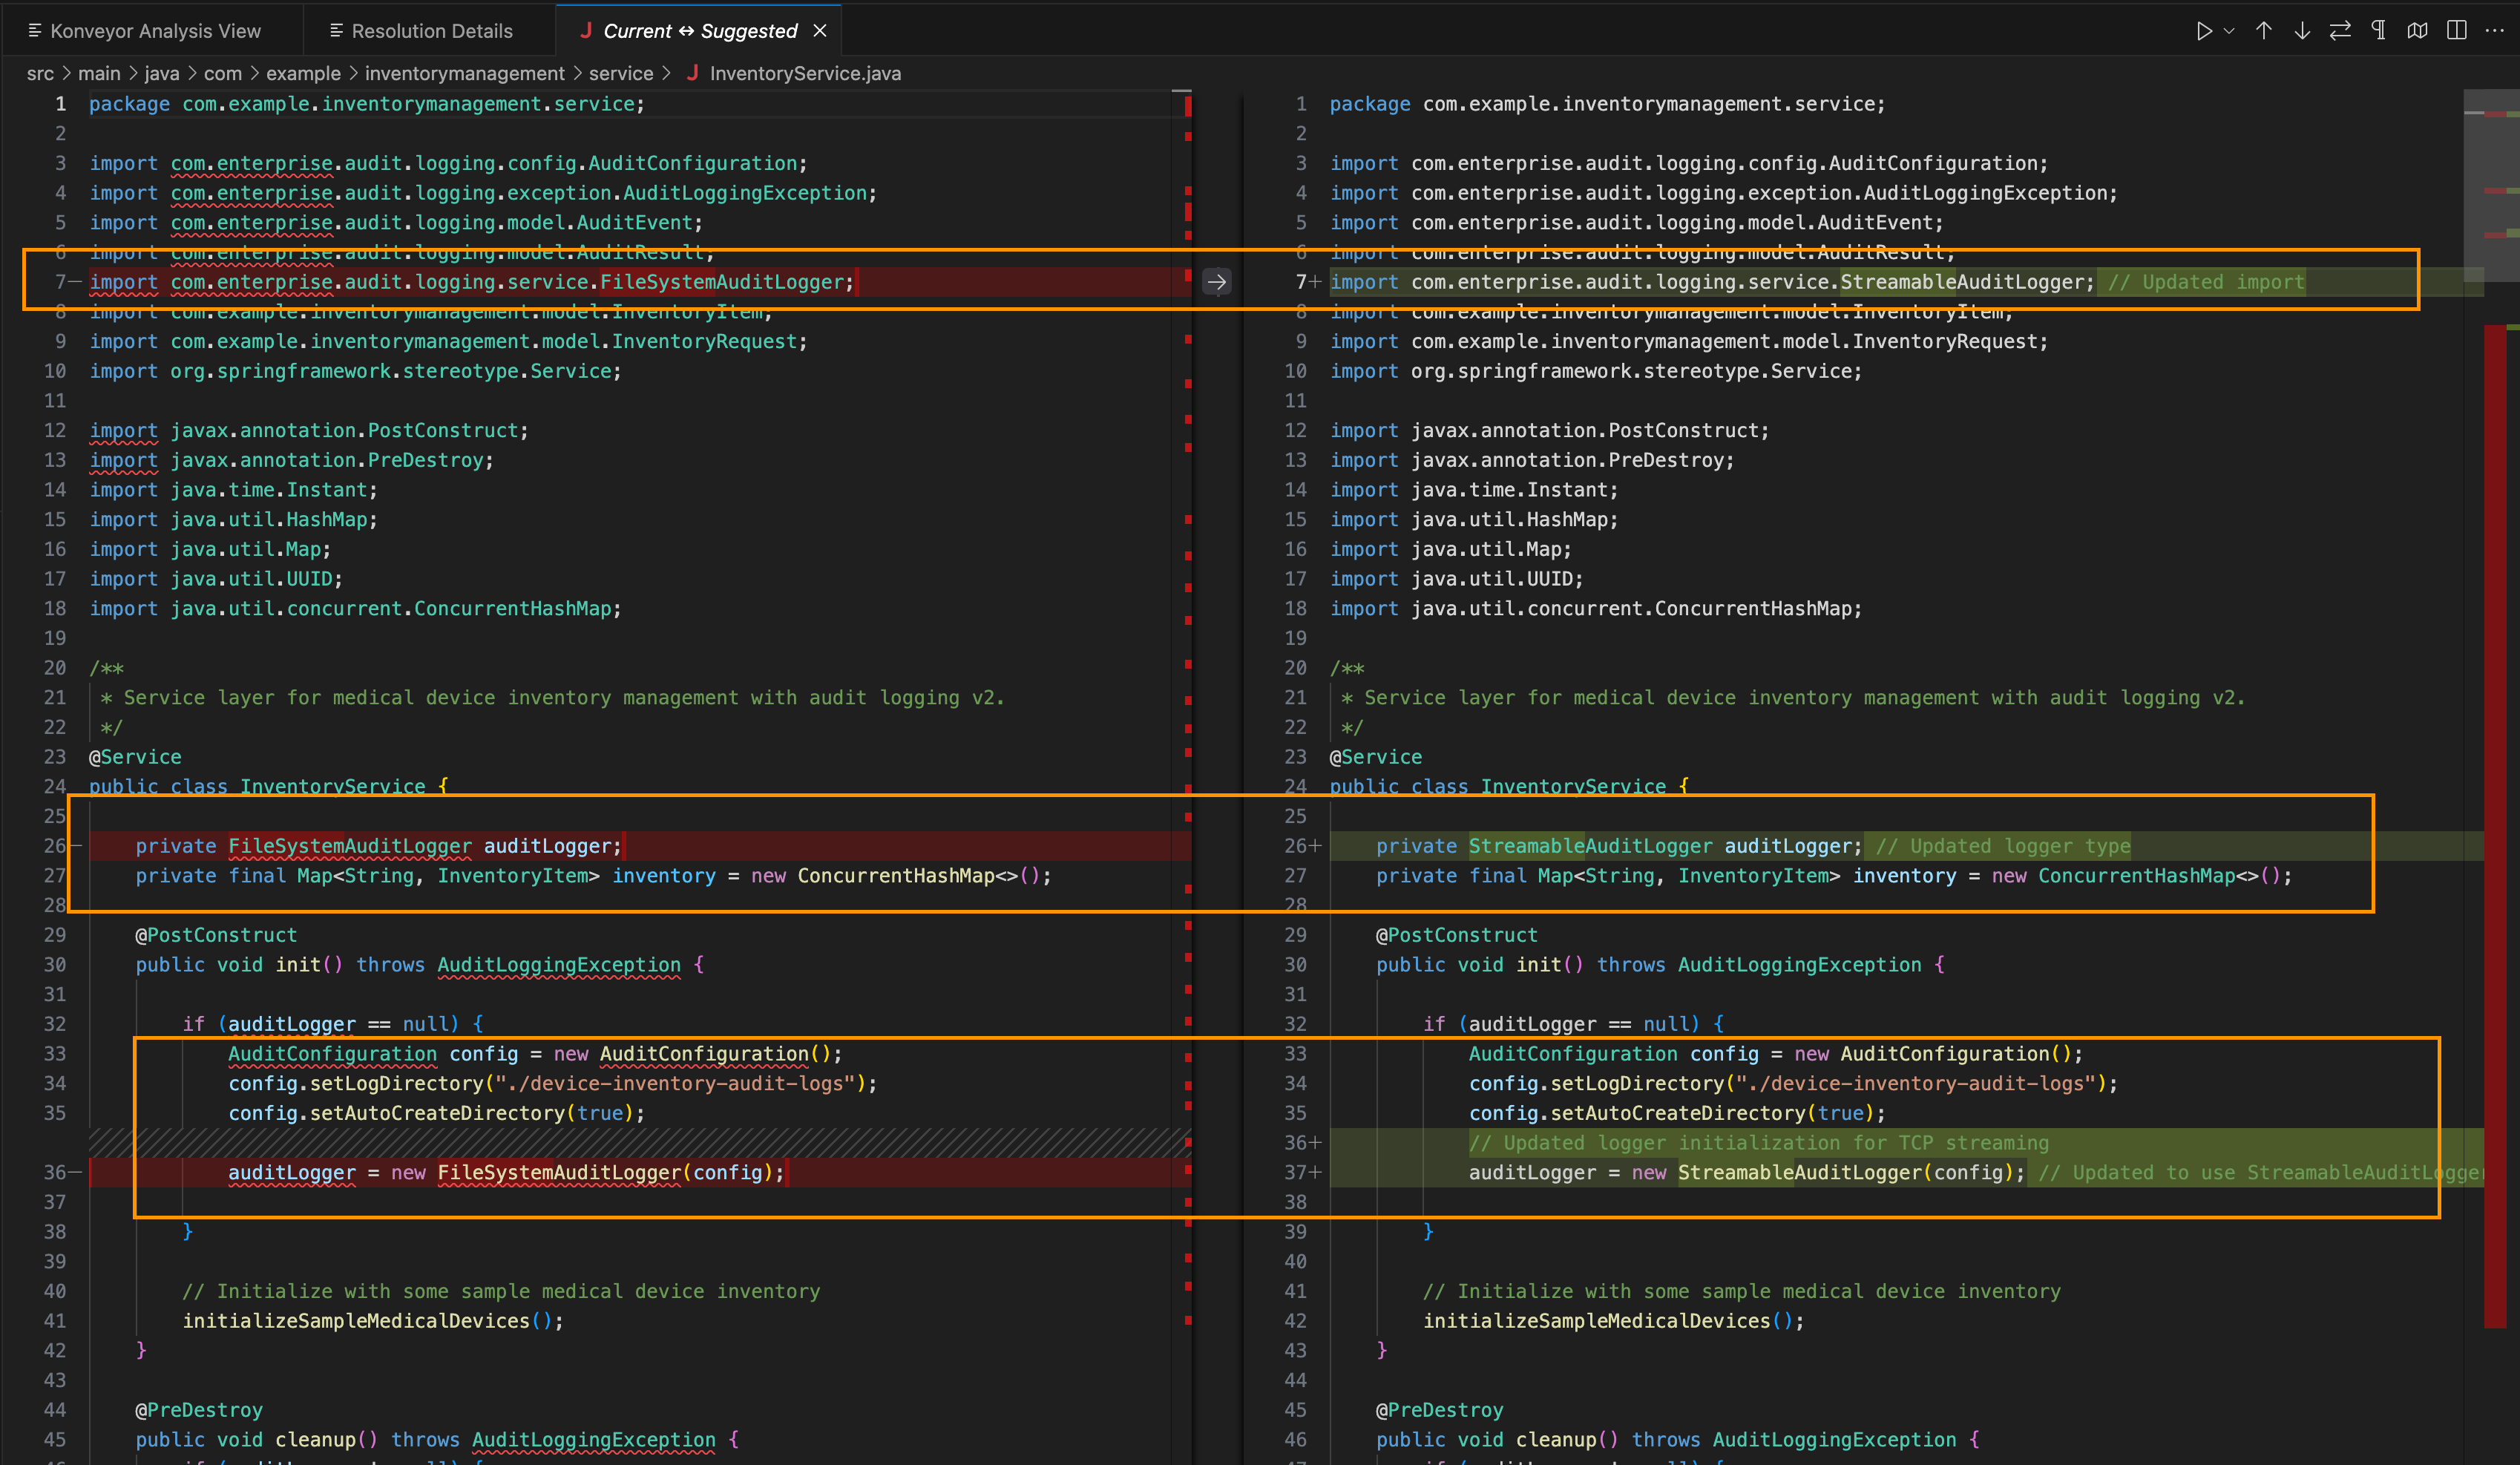 Konveyor Analysis View
Resolution Details
J Current ↔ Suggested
src > main > java > com > example > inventorymanagement > service > J InventoryService.java
1 package com.example.inventorymanagement.service;
2
3 import com.enterprise.audit.logging.config.AuditConfiguration;
4 import com.enterprise.audit.logging.exception.AuditLoggingException;
5 import com.enterprise.audit.logging.model.AuditEvent;
6 import com.enterprise.audit.logging.model.AuditResult;
7− import com.enterprise.audit.logging.service.FileSystemAuditLogger;
8 import com.example.inventorymanagement.model.InventoryItem;
9 import com.example.inventorymanagement.model.InventoryRequest;
10 import org.springframework.stereotype.Service;
11
12 import javax.annotation.PostConstruct;
13 import javax.annotation.PreDestroy;
14 import java.time.Instant;
15 import java.util.HashMap;
16 import java.util.Map;
17 import java.util.UUID;
18 import java.util.concurrent.ConcurrentHashMap;
19
20 /**
21 * Service layer for medical device inventory management with audit logging v2.
22 */
23 @Service
24 public class InventoryService {
25
26− private FileSystemAuditLogger auditLogger;
27 private final Map<String, InventoryItem> inventory = new ConcurrentHashMap<>();
28
29 @PostConstruct
30 public void init() throws AuditLoggingException {
31
32 if (auditLogger == null) {
33 AuditConfiguration config = new AuditConfiguration();
34 config.setLogDirectory("./device-inventory-audit-logs");
35 config.setAutoCreateDirectory(true);
36− auditLogger = new FileSystemAuditLogger(config);
37
38 }
39
40 // Initialize with some sample medical device inventory
41 initializeSampleMedicalDevices();
42 }
43
44 @PreDestroy
45 public void cleanup() throws AuditLoggingException {
1 package com.example.inventorymanagement.service;
2
3 import com.enterprise.audit.logging.config.AuditConfiguration;
4 import com.enterprise.audit.logging.exception.AuditLoggingException;
5 import com.enterprise.audit.logging.model.AuditEvent;
6 import com.enterprise.audit.logging.model.AuditResult;
7+ import com.enterprise.audit.logging.service.StreamableAuditLogger; // Updated import
8 import com.example.inventorymanagement.model.InventoryItem;
9 import com.example.inventorymanagement.model.InventoryRequest;
10 import org.springframework.stereotype.Service;
11
12 import javax.annotation.PostConstruct;
13 import javax.annotation.PreDestroy;
14 import java.time.Instant;
15 import java.util.HashMap;
16 import java.util.Map;
17 import java.util.UUID;
18 import java.util.concurrent.ConcurrentHashMap;
19
20 /**
21 * Service layer for medical device inventory management with audit logging v2.
22 */
23 @Service
24 public class InventoryService {
25
26+ private StreamableAuditLogger auditLogger; // Updated logger type
27 private final Map<String, InventoryItem> inventory = new ConcurrentHashMap<>();
28
29 @PostConstruct
30 public void init() throws AuditLoggingException {
31
32 if (auditLogger == null) {
33 AuditConfiguration config = new AuditConfiguration();
34 config.setLogDirectory("./device-inventory-audit-logs");
35 config.setAutoCreateDirectory(true);
36+ // Updated logger initialization for TCP streaming
37+ auditLogger = new StreamableAuditLogger(config); // Updated to use StreamableAuditLogger
38
39 }
40
41 // Initialize with some sample medical device inventory
42 initializeSampleMedicalDevices();
43 }
44
45 @PreDestroy
46 public void cleanup() throws AuditLoggingException {